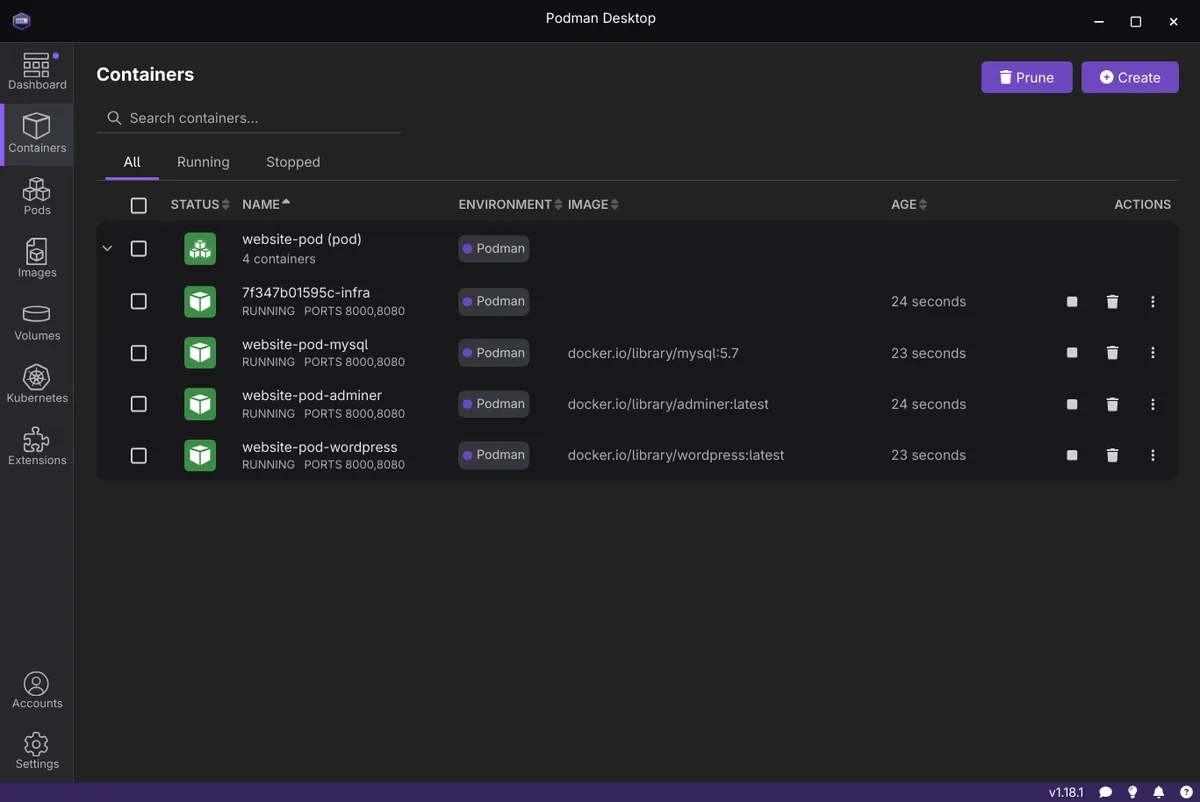 Podman Desktop
Dashboard
Containers
Pods
Images
Volumes
Kubernetes
Extensions
Accounts
Settings
Containers
Prune
Create
Search containers...
All Running Stopped
STATUS NAME ENVIRONMENT IMAGE AGE ACTIONS
website-pod (pod)
4 containers
Podman
7f347b01595c-infra
RUNNING PORTS 8000,8080
Podman
24 seconds
website-pod-mysql
RUNNING PORTS 8000,8080
Podman
docker.io/library/mysql:5.7
23 seconds
website-pod-adminer
RUNNING PORTS 8000,8080
Podman
docker.io/library/adminer:latest
24 seconds
website-pod-wordpress
RUNNING PORTS 8000,8080
Podman
docker.io/library/wordpress:latest
23 seconds
v1.18.1